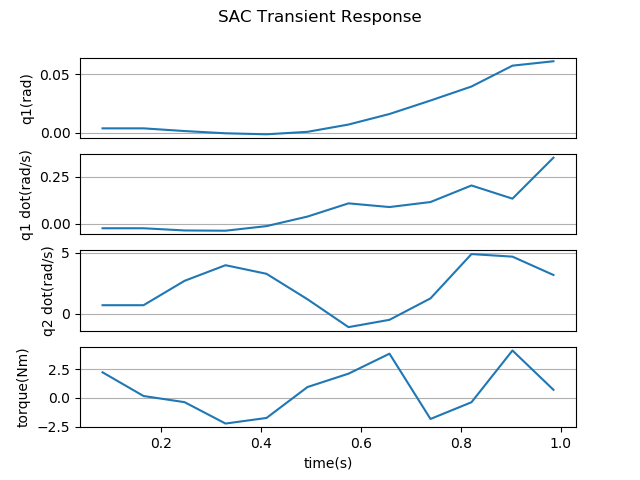 SAC Transient Response
q1(rad)
0.05
0.00
q1 dot(rad/s)
0.25
0.00
q2 dot(rad/s)
5
0
torque(Nm)
2.5
0.0
−2.5
0.2 0.4 0.6 0.8 1.0
time(s)